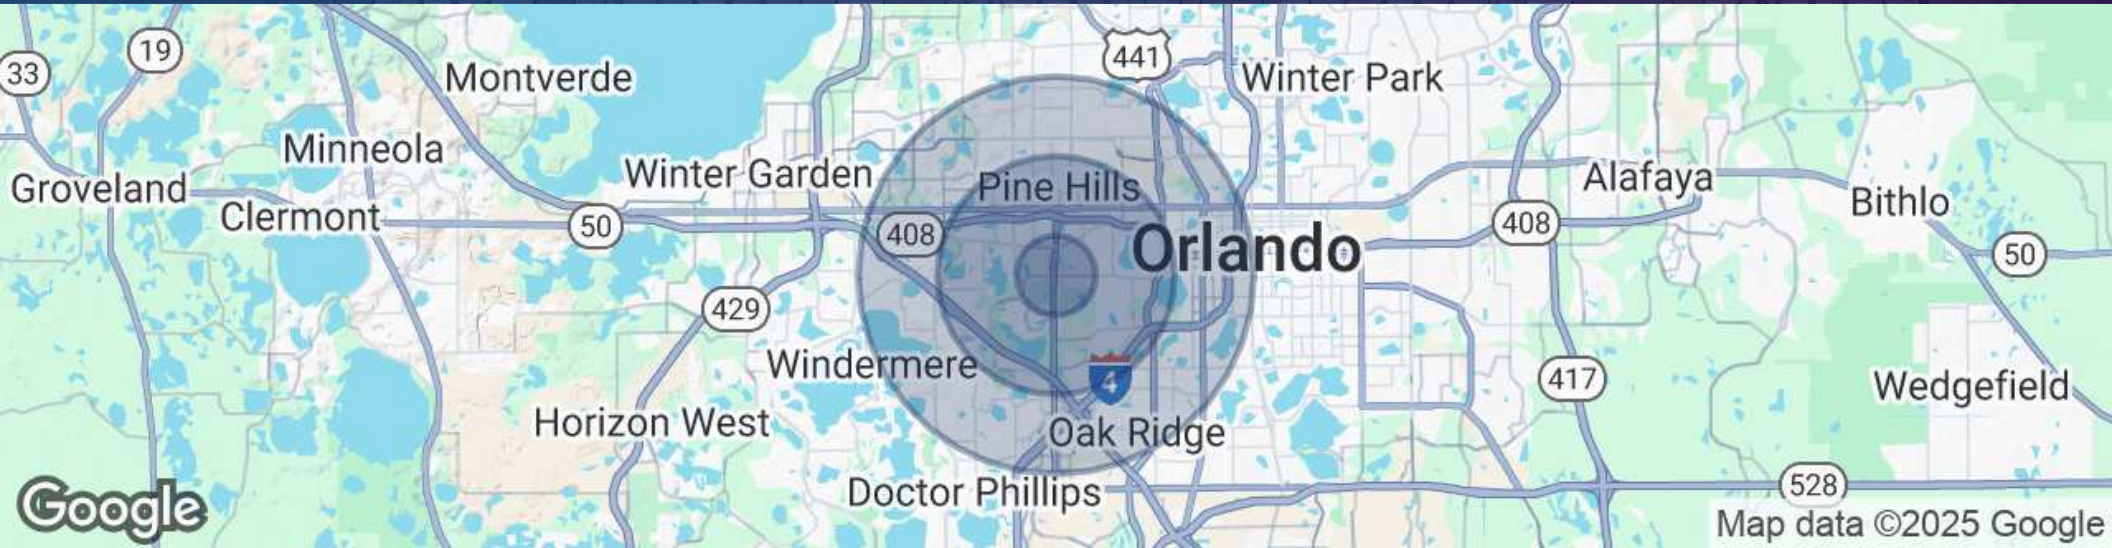 441
19
33
Montverde
Winter Park
Minneola
Winter Garden
Pine Hills
Alafaya
Groveland
Clermont
Bithlo
50
408
Orlando
408
50
429
Windermere
4
417
Wedgefield
Horizon West
Oak Ridge
Doctor Phillips
528
Google
Map data ©2025 Google